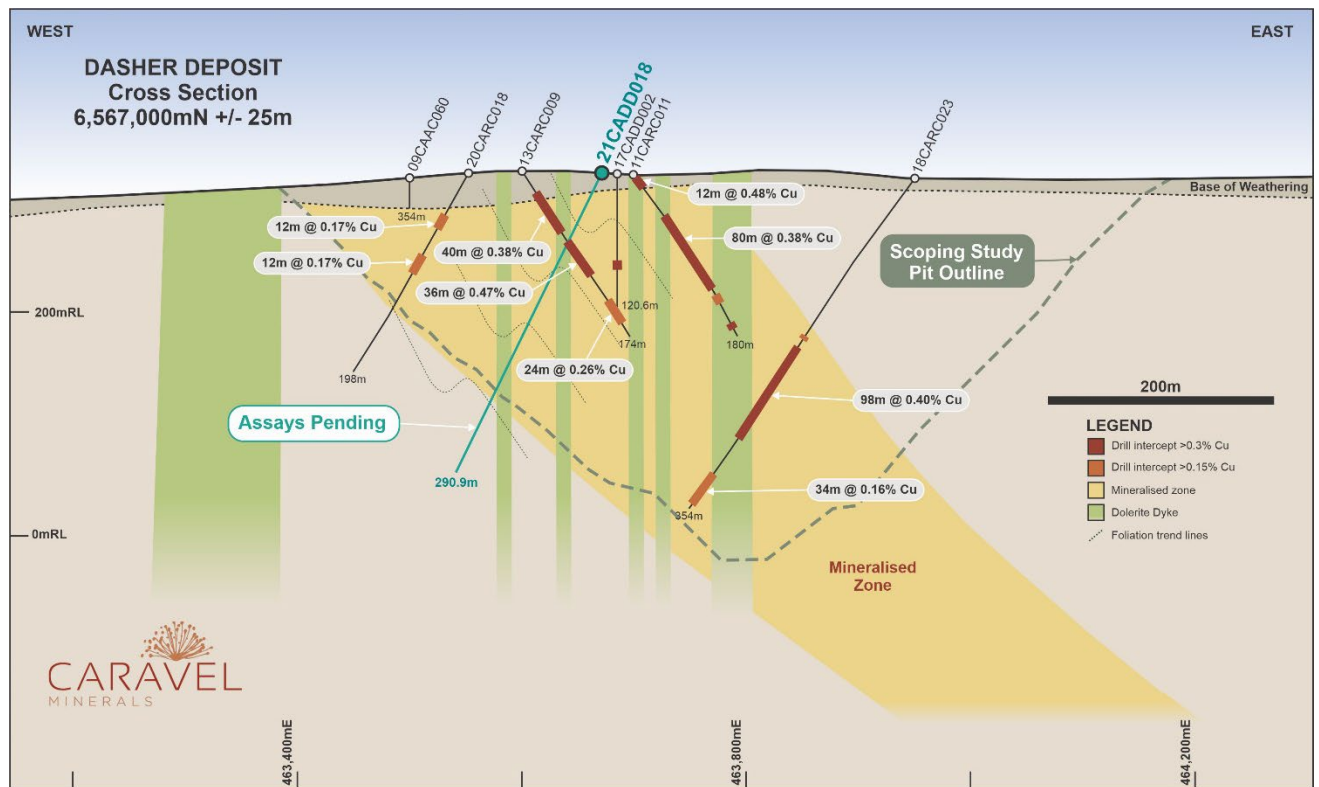 WEST
EAST
DASHER DEPOSIT
Cross Section
6,567,000mN +/- 25m
09CAAC060
20CARC018
13CARC009
21CADD018
17CADD002
11CARC011
18CARC023
Base of Weathering
354m
12m @ 0.17% Cu
12m @ 0.17% Cu
40m @ 0.38% Cu
36m @ 0.47% Cu
24m @ 0.26% Cu
12m @ 0.48% Cu
80m @ 0.38% Cu
98m @ 0.40% Cu
34m @ 0.16% Cu
Scoping Study
Pit Outline
200mRL
120.6m
174m
180m
198m
Assays Pending
290.9m
354m
0mRL
200m
LEGEND
Drill intercept >0.3% Cu
Drill intercept >0.15% Cu
Mineralised zone
Dolerite Dyke
Foliation trend lines
Mineralised
Zone
CARAVEL
MINERALS
463,400mE
463,800mE
464,200mE